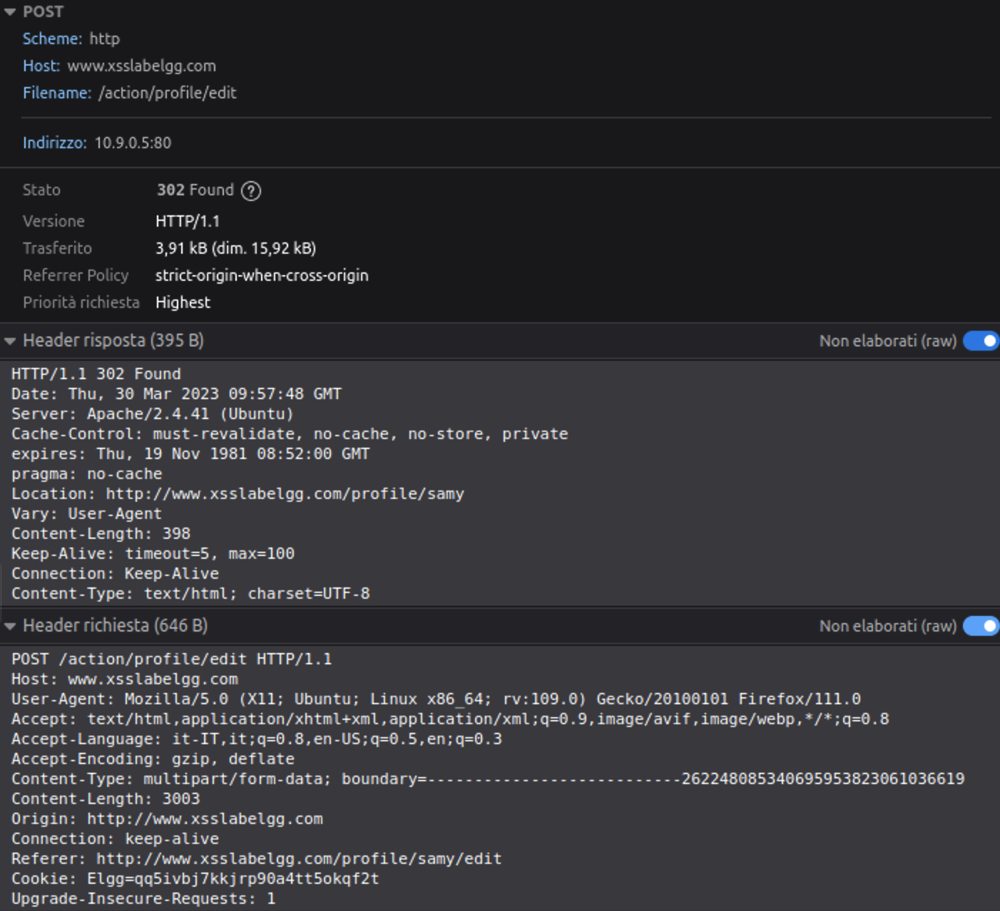 POST
Scheme: http
Host: www.xsslabelgg.com
Filename: /action/profile/edit
Indirizzo: 10.9.0.5:80
Stato 302 Found ?
Versione HTTP/1.1
Trasferito 3,91 kB (dim. 15,92 kB)
Referrer Policy strict-origin-when-cross-origin
Priorità richiesta Highest
Header risposta (395 B) Non elaborati (raw)
HTTP/1.1 302 Found
Date: Thu, 30 Mar 2023 09:57:48 GMT
Server: Apache/2.4.41 (Ubuntu)
Cache-Control: must-revalidate, no-cache, no-store, private
expires: Thu, 19 Nov 1981 08:52:00 GMT
pragma: no-cache
Location: http://www.xsslabelgg.com/profile/samy
Vary: User-Agent
Content-Length: 398
Keep-Alive: timeout=5, max=100
Connection: Keep-Alive
Content-Type: text/html; charset=UTF-8
Header richiesta (646 B) Non elaborati (raw)
POST /action/profile/edit HTTP/1.1
Host: www.xsslabelgg.com
User-Agent: Mozilla/5.0 (X11; Ubuntu; Linux x86_64; rv:109.0) Gecko/20100101 Firefox/111.0
Accept: text/html,application/xhtml+xml,application/xml;q=0.9,image/avif,image/webp,*/*;q=0.8
Accept-Language: it-IT,it;q=0.8,en-US;q=0.5,en;q=0.3
Accept-Encoding: gzip, deflate
Content-Type: multipart/form-data; boundary=---------------------------262248085340695953823061036619
Content-Length: 3003
Origin: http://www.xsslabelgg.com
Connection: keep-alive
Referer: http://www.xsslabelgg.com/profile/samy/edit
Cookie: Elgg=qq5ivbj7kkjrp90a4tt5okqf2t
Upgrade-Insecure-Requests: 1